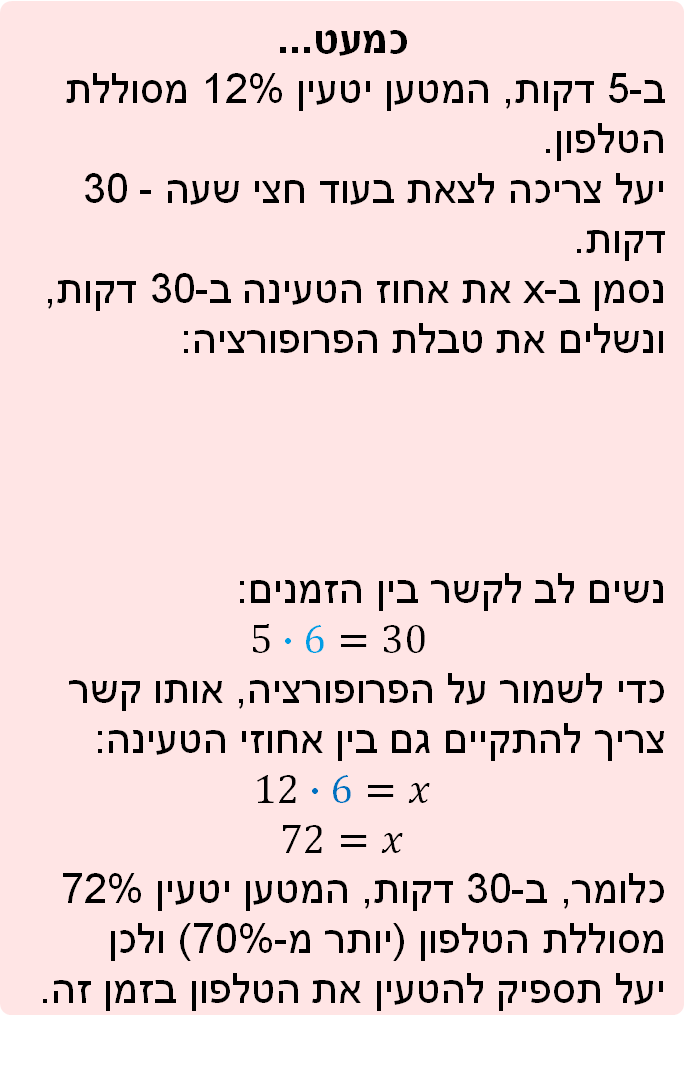 כמעט...
ב-5 דקות, המטען יטעין 12% מסוללת
הטלפון.
יעל צריכה לצאת בעוד חצי שעה - 30
דקות.
נסמן ב-x את אחוז הטעינה ב-30 דקות,
ונשלים את טבלת הפרופורציה:
נשים לב לקשר בין הזמנים:
5 · 6 = 30
כדי לשמור על הפרופורציה, אותו קשר
צריך להתקיים גם בין אחוזי הטעינה:
12 · 6 = x
72 = x
כלומר, ב-30 דקות, המטען יטעין 72%
מסוללת הטלפון (יותר מ-70%) ולכן
יעל תספיק להטעין את הטלפון בזמן זה.